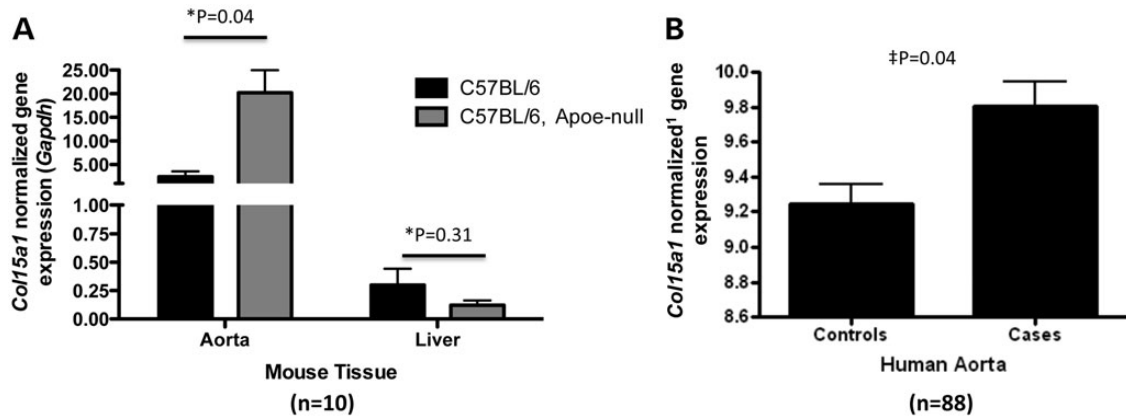 A
*P=0.04
25.00
20.00
15.00
10.00
5.00
1.00
0.75
0.50
0.25
0.00
Col15a1 normalized gene
expression (Gapdh)
C57BL/6
C57BL/6, Apoe-null
*P=0.31
Aorta
Liver
Mouse Tissue
(n=10)
B
‡P=0.04
10.0
9.8
9.6
9.4
9.2
9.0
8.8
8.6
Col15a1 normalized¹ gene
expression
Controls
Cases
Human Aorta
(n=88)